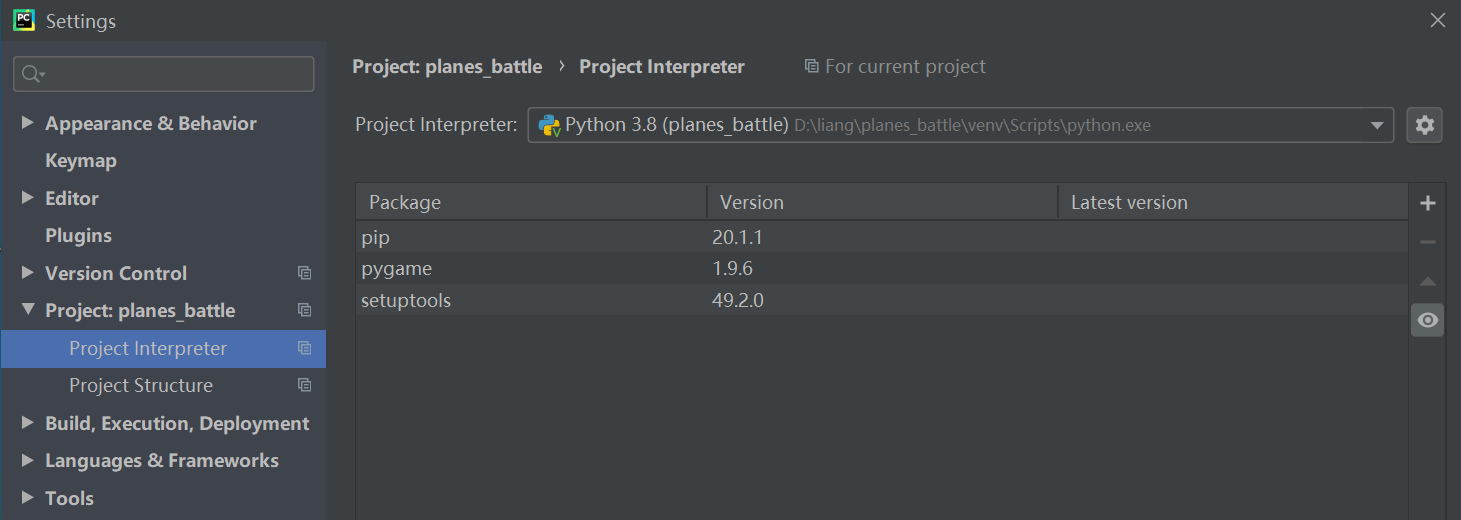 PC
Settings
Appearance & Behavior
Keymap
Editor
Plugins
Version Control
Project: planes_battle
Project Interpreter
Project Structure
Build, Execution, Deployment
Languages & Frameworks
Tools
Project: planes_battle › Project Interpreter For current project
Project Interpreter: Python 3.8 (planes_battle) D:\liang\planes_battle\venv\Scripts\python.exe
Package Version Latest version
pip 20.1.1
pygame 1.9.6
setuptools 49.2.0